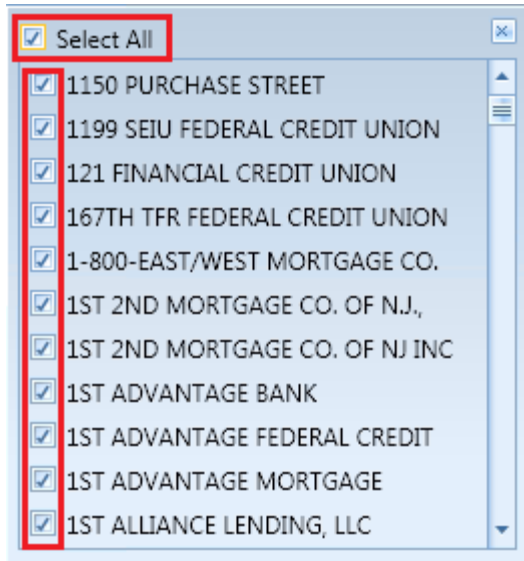 Select All
1150 PURCHASE STREET
1199 SEIU FEDERAL CREDIT UNION
121 FINANCIAL CREDIT UNION
167TH TFR FEDERAL CREDIT UNION
1-800-EAST/WEST MORTGAGE CO.
1ST 2ND MORTGAGE CO. OF N.J.,
1ST 2ND MORTGAGE CO. OF NJ INC
1ST ADVANTAGE BANK
1ST ADVANTAGE FEDERAL CREDIT
1ST ADVANTAGE MORTGAGE
1ST ALLIANCE LENDING, LLC